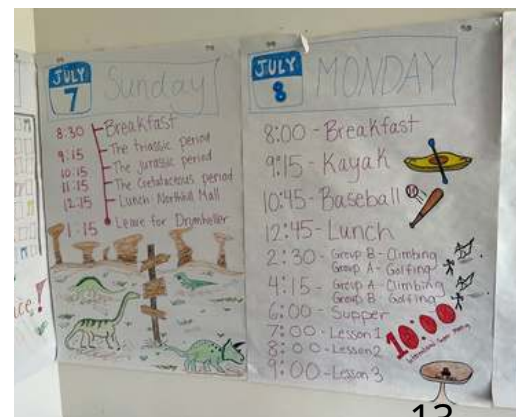 JULY
7
Sunday
8:30 - Breakfast
9:15 - The triassic period
10:15 - The jurassic period
11:15 - The Cretataceous period
12:15 - Lunch Northhill Mall
1:15 Leave for Drumheller
JULY
8
MONDAY
8:00 - Breakfast
9:15 - Kayak
10:45 - Baseball
12:45 - Lunch
2:30 - Group B - Climbing
Group A - Golfing
4:15 - Group A - Climbing
Group B - Golfing
6:00 - Supper
7:00 - Lesson 1
8:00 - Lesson 2
9:00 - Lesson 3
10:00
13